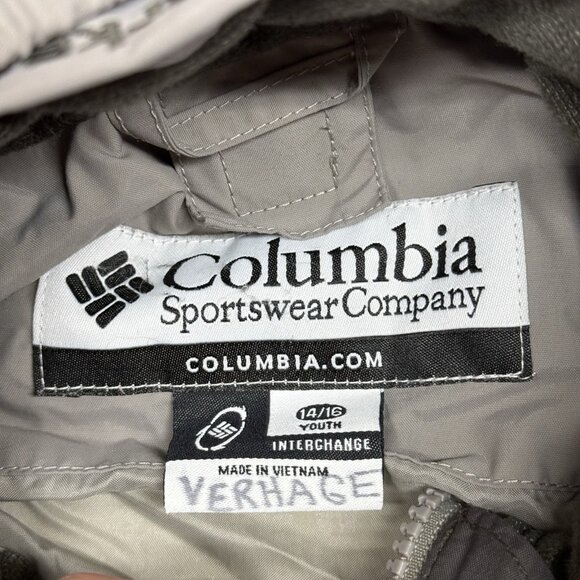 Columbia
Sportswear Company
COLUMBIA.COM
14/16
YOUTH
INTERCHANGE
MADE IN VIETNAM
VERHAGE